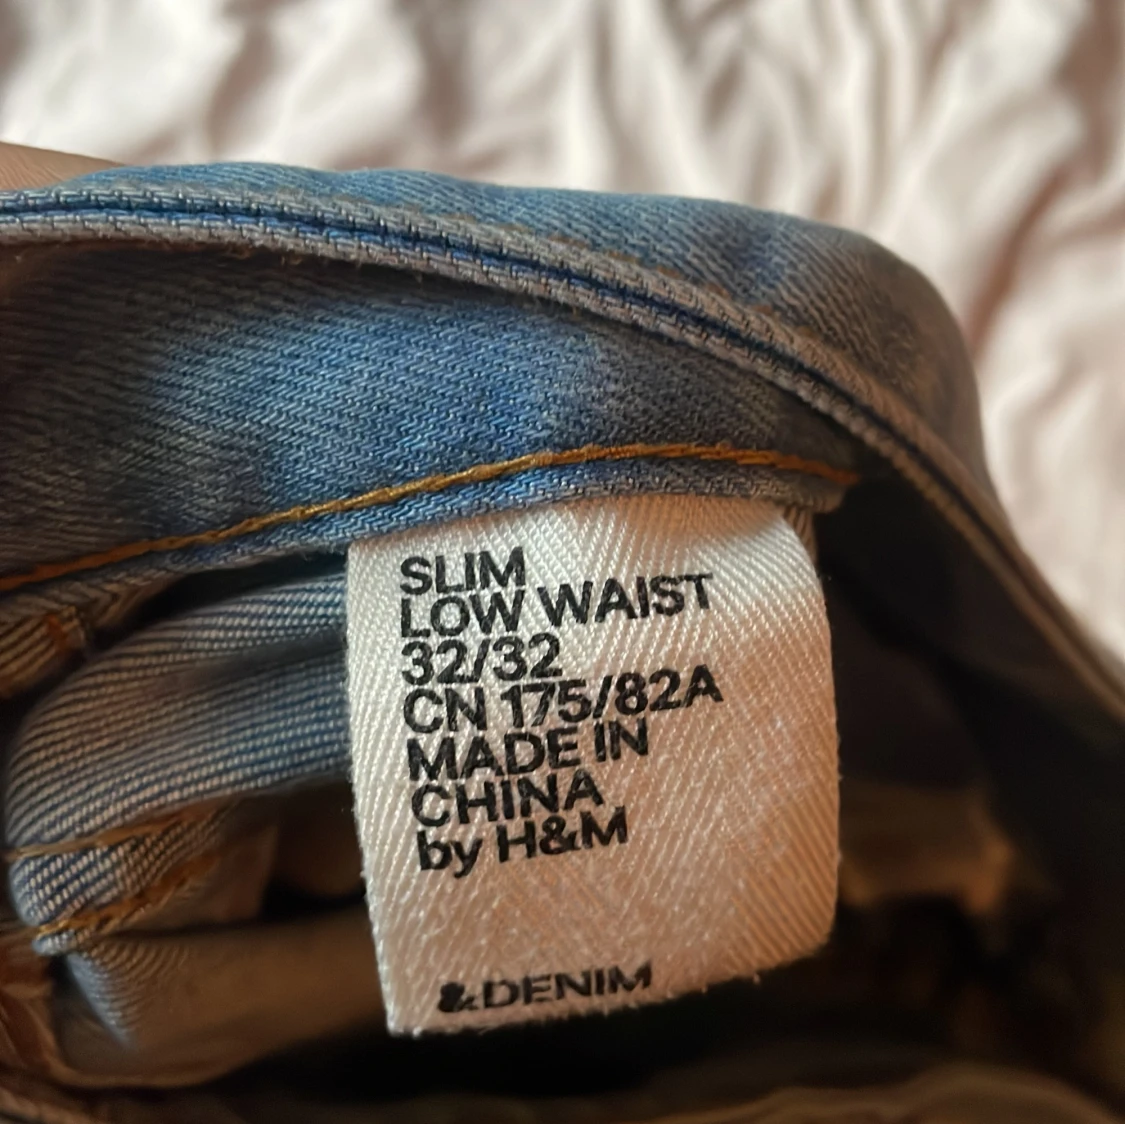 SLIM
LOW WAIST
32/32
CN 175/82A
MADE IN
CHINA
by H&M
&DENIM